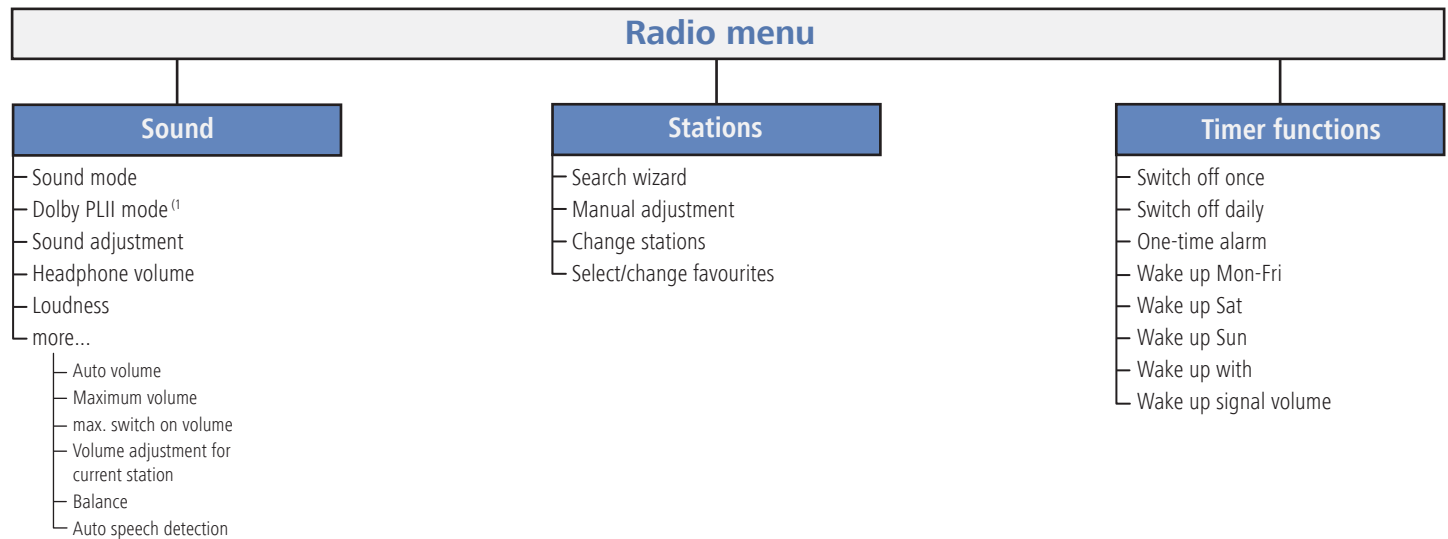 Radio menu
Sound
Sound mode
Dolby PLII mode (1
Sound adjustment
Headphone volume
Loudness
more...
Auto volume
Maximum volume
max. switch on volume
Volume adjustment for
current station
Balance
Auto speech detection
Stations
Search wizard
Manual adjustment
Change stations
Select/change favourites
Timer functions
Switch off once
Switch off daily
One-time alarm
Wake up Mon-Fri
Wake up Sat
Wake up Sun
Wake up with
Wake up signal volume